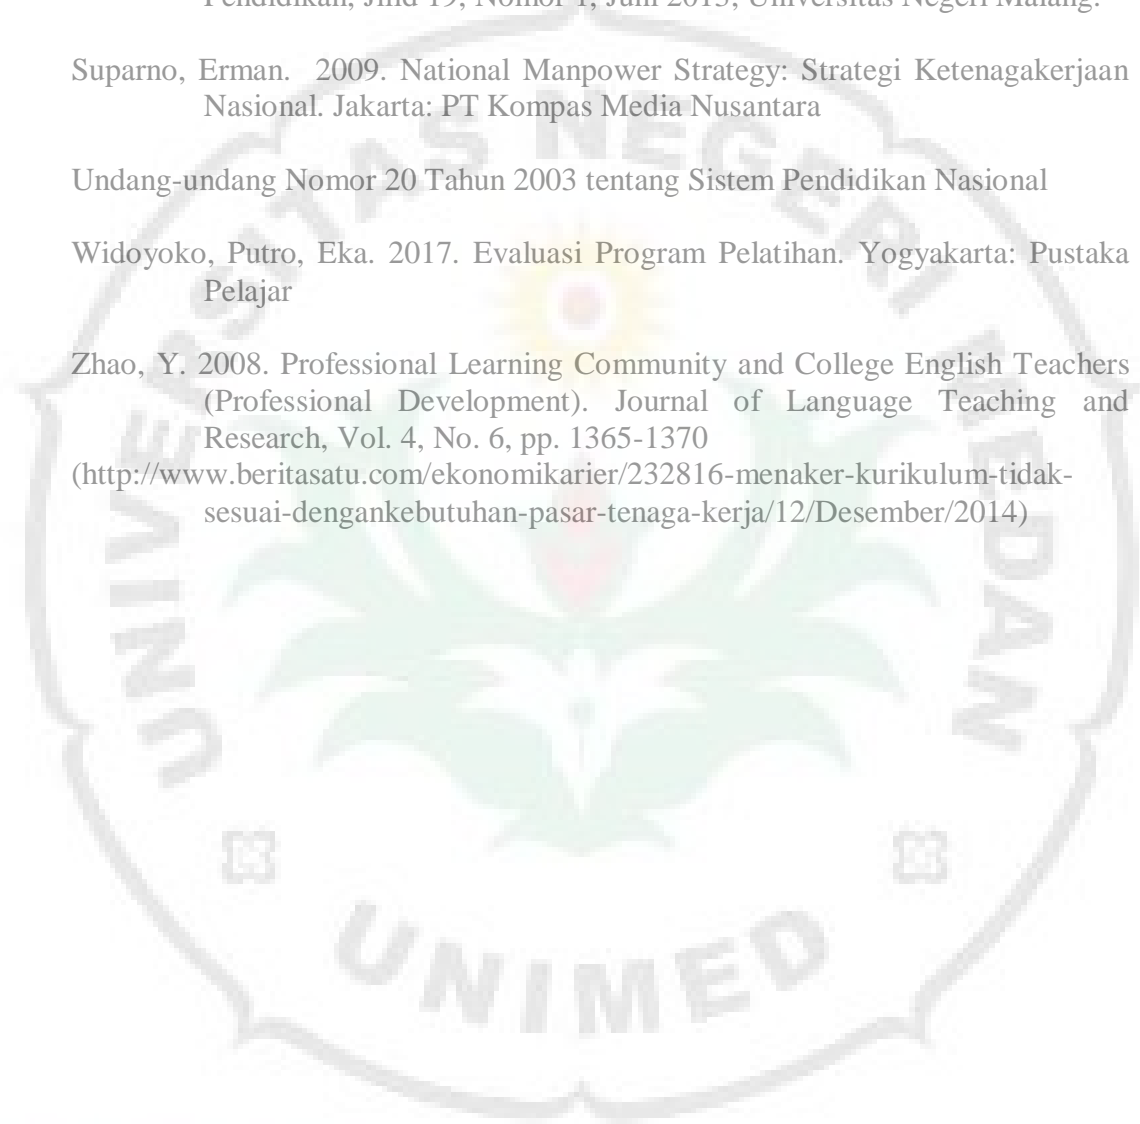 Pendidikan, Jilid 19, Nomor 1, Juni 2013, Universitas Negeri Malang.
Suparno, Erman. 2009. National Manpower Strategy: Strategi Ketenagakerjaan
Nasional. Jakarta: PT Kompas Media Nusantara
Undang-undang Nomor 20 Tahun 2003 tentang Sistem Pendidikan Nasional
Widoyoko, Putro, Eka. 2017. Evaluasi Program Pelatihan. Yogyakarta: Pustaka
Pelajar
Zhao, Y. 2008. Professional Learning Community and College English Teachers
(Professional Development). Journal of Language Teaching and
Research, Vol. 4, No. 6, pp. 1365-1370
(http://www.beritasatu.com/ekonomikarier/232816-menaker-kurikulum-tidak-
sesuai-dengankebutuhan-pasar-tenaga-kerja/12/Desember/2014)
UNIVERSITAS NEGERI MEDAN
UNIMED